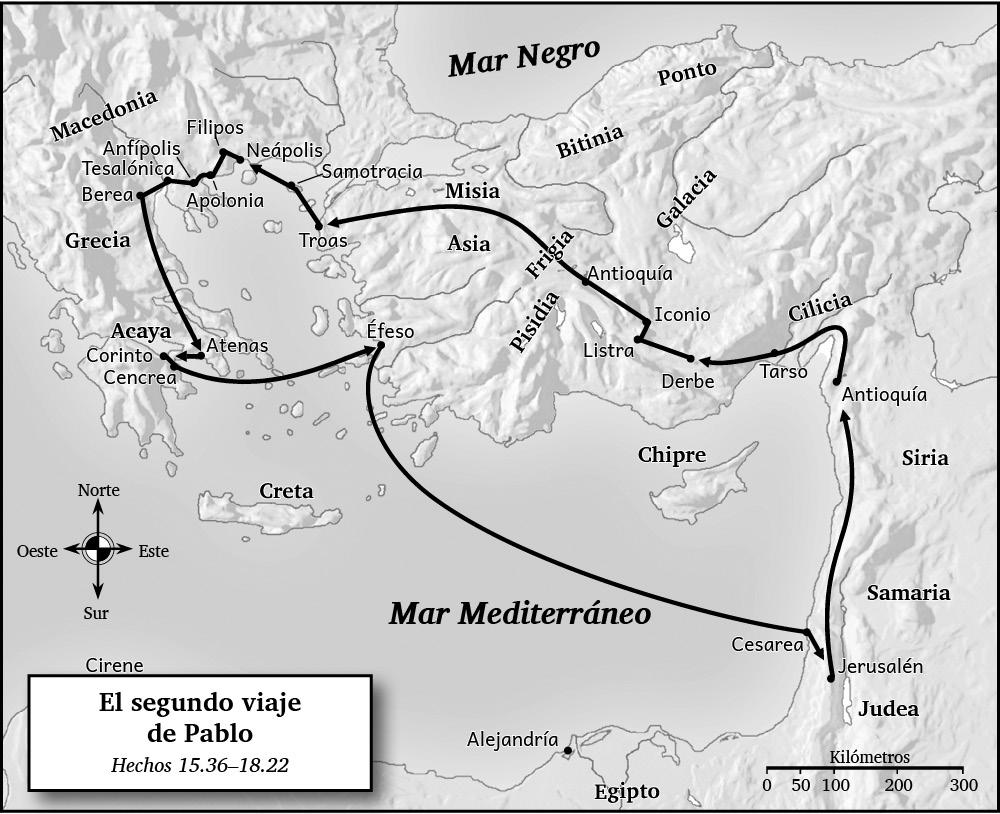 Mar Negro
Ponto
Bitinia
Macedonia
Filipos
Neápolis
Anfípolis
Tesalónica
Samotracia
Berea
Apolonia
Misia
Galacia
Grecia
Troas
Asia
Frigia
Antioquía
Pisidia
Iconio
Cilicia
Acaya
Atenas
Éfeso
Corinto
Cencrea
Listra
Derbe
Tarso
Antioquía
Chipre
Siria
Creta
Norte
Oeste
Este
Sur
Samaria
Mar Mediterráneo
Cesarea
Cirene
Jerusalén
Judea
El segundo viaje
de Pablo
Hechos 15.36–18.22
Alejandría
Egipto
Kilómetros
0 50 100 200 300